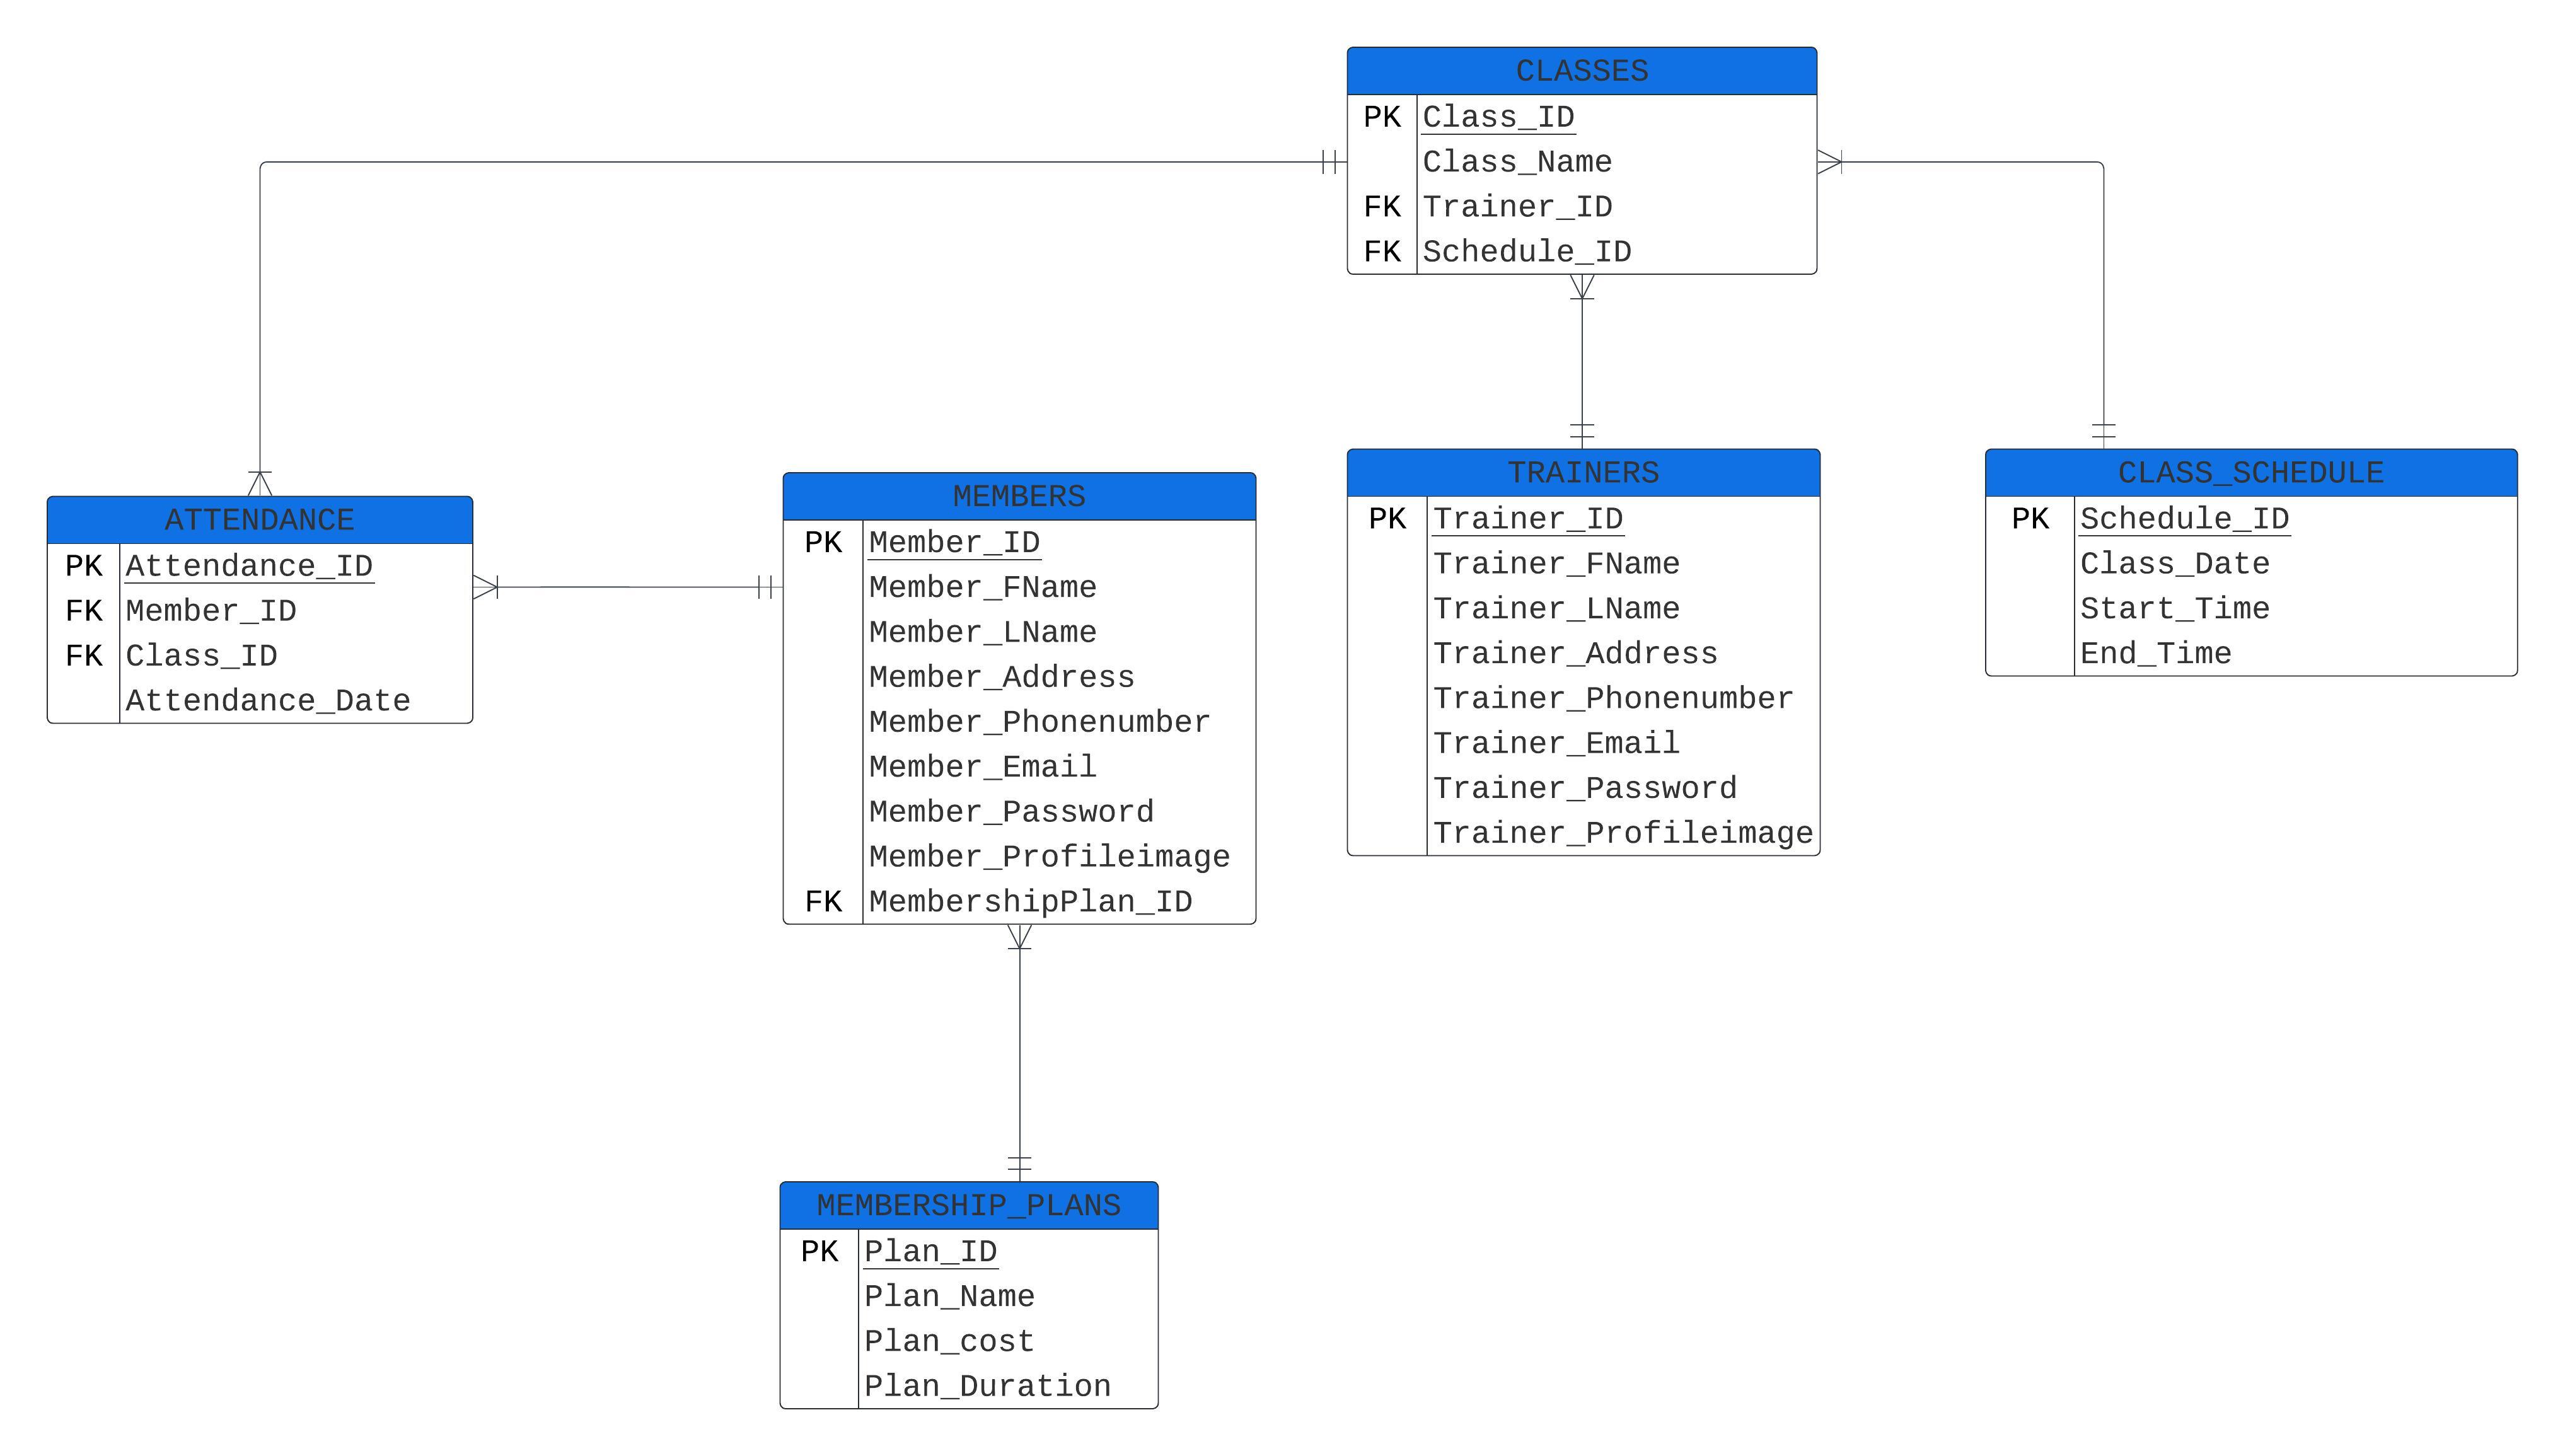 CLASSES
PK Class_ID
Class_Name
FK Trainer_ID
FK Schedule_ID
ATTENDANCE
PK Attendance_ID
FK Member_ID
FK Class_ID
Attendance_Date
MEMBERS
PK Member_ID
Member_FName
Member_LName
Member_Address
Member_Phonenumber
Member_Email
Member_Password
Member_Profileimage
FK MembershipPlan_ID
TRAINERS
PK Trainer_ID
Trainer_FName
Trainer_LName
Trainer_Address
Trainer_Phonenumber
Trainer_Email
Trainer_Password
Trainer_Profileimage
CLASS_SCHEDULE
PK Schedule_ID
Class_Date
Start_Time
End_Time
MEMBERSHIP_PLANS
PK Plan_ID
Plan_Name
Plan_cost
Plan_Duration